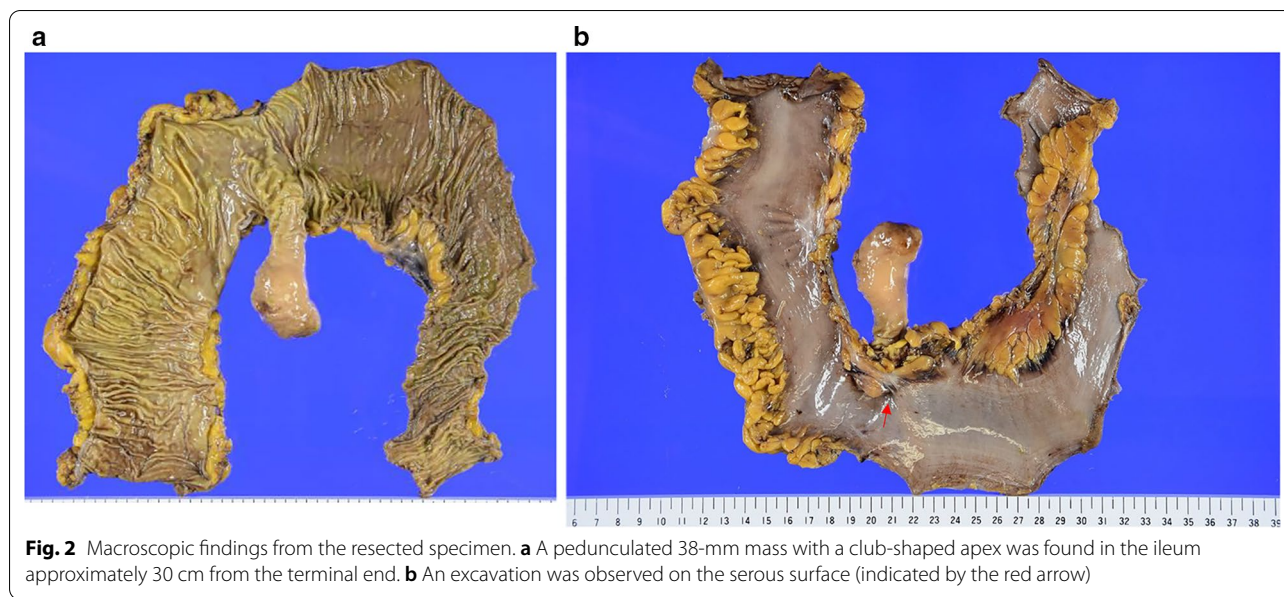 a
b
6 7 8 9 10 11 12 13 14 15 16 17 18 19 20 21 22 23 24 25 26 27 28 29 30 31 32 33 34 35 36 37 38 39
Fig. 2 Macroscopic findings from the resected specimen. a A pedunculated 38-mm mass with a club-shaped apex was found in the ileum
approximately 30 cm from the terminal end. b An excavation was observed on the serous surface (indicated by the red arrow)